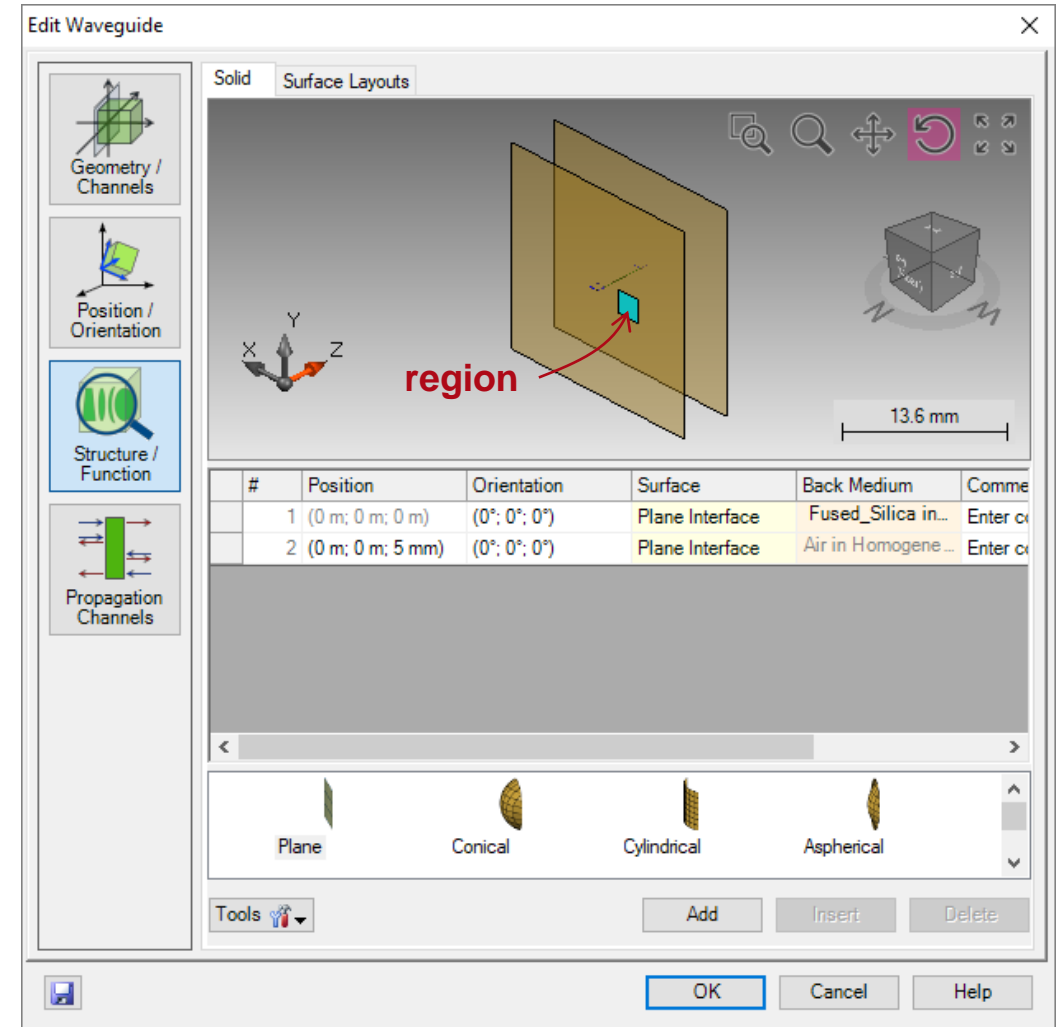 Edit Waveguide
Solid
Surface Layouts
Geometry /
Channels
Position /
Orientation
Structure /
Function
Propagation
Channels
Y
X
Z
region
13.6 mm
# Position Orientation Surface Back Medium Comme
1 (0 m; 0 m; 0 m) (0°; 0°; 0°) Plane Interface Fused_Silica in... Enter co
2 (0 m; 0 m; 5 mm) (0°; 0°; 0°) Plane Interface Air in Homogene... Enter co
Plane Conical Cylindrical Aspherical
Tools Add Insert Delete
OK Cancel Help